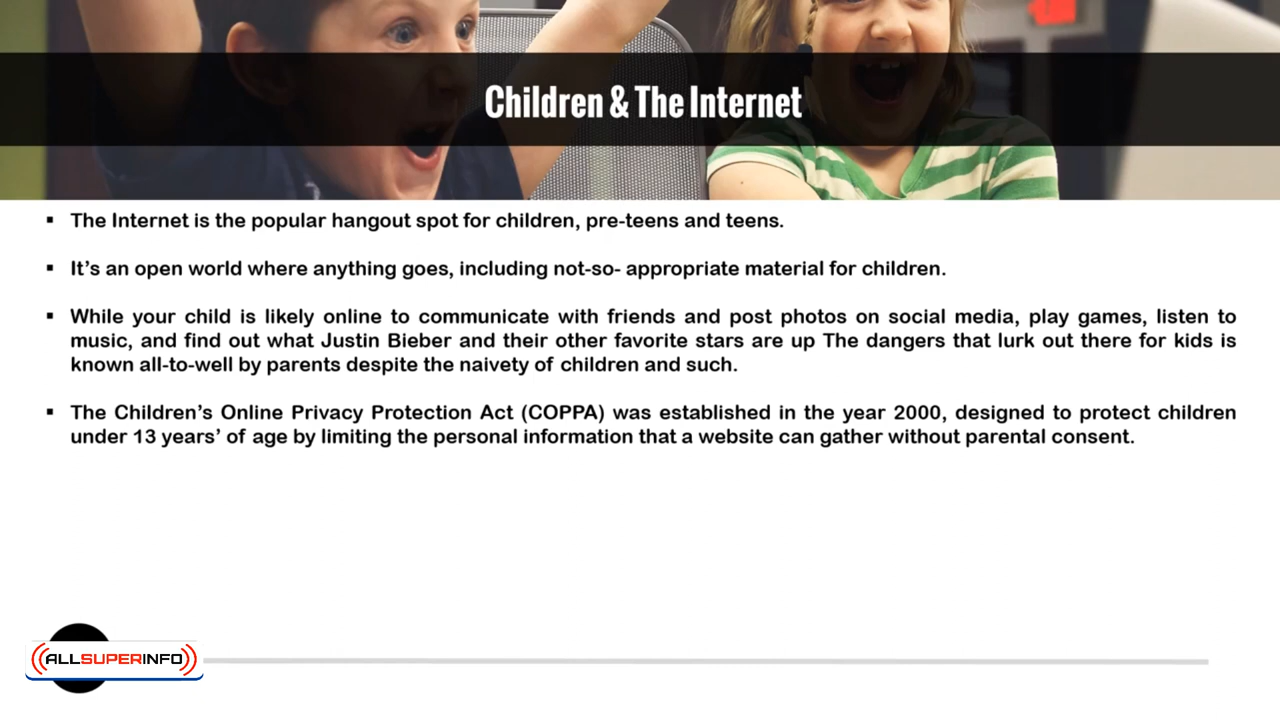 Children & The Internet
▪ The Internet is the popular hangout spot for children, pre-teens and teens.
▪ It's an open world where anything goes, including not-so- appropriate material for children.
▪ While your child is likely online to communicate with friends and post photos on social media, play games, listen to
music, and find out what Justin Bieber and their other favorite stars are up The dangers that lurk out there for kids is
known all-to-well by parents despite the naivety of children and such.
▪ The Children's Online Privacy Protection Act (COPPA) was established in the year 2000, designed to protect children
under 13 years' of age by limiting the personal information that a website can gather without parental consent.
ALLSUPERINFO